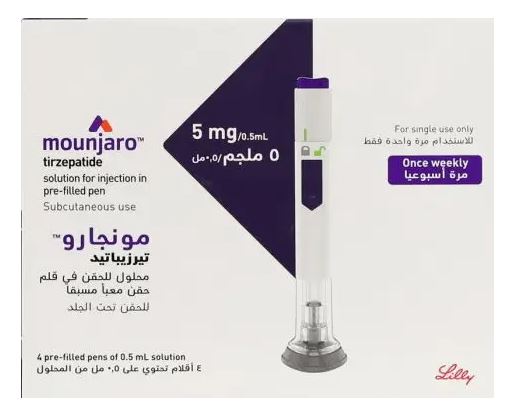 mounjaro™
tirzepatide
solution for injection in
pre-filled pen
Subcutaneous use
مونجارو™
تيرزيباتيد
محلول للحقن في قلم
حقن معبأ مسبقا
للحقن تحت الجلد
4 pre-filled pens of 0.5 mL solution
٤ أقلام تحتوي على ٠,٥ مل من المحلول
5 mg/0.5mL
٥ ملجم/٠,٥ مل
For single use only
للاستخدام مرة واحدة فقط
Once weekly
مرة أسبوعيا
Lilly